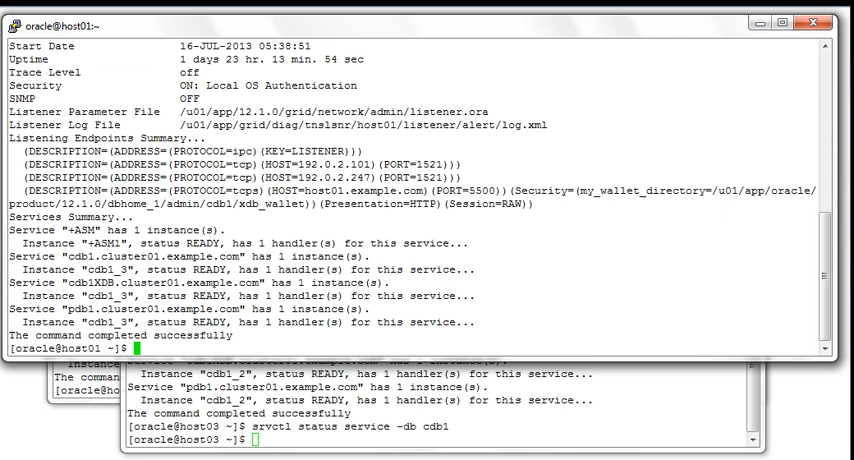 oracle@host01:~
Start Date                16-JUL-2013 05:38:51
Uptime                    1 days 23 hr. 13 min. 54 sec
Trace Level               off
Security                  ON: Local OS Authentication
SNMP                      OFF
Listener Parameter File   /u01/app/12.1.0/grid/network/admin/listener.ora
Listener Log File         /u01/app/grid/diag/tnslsnr/host01/listener/alert/log.xml
Listening Endpoints Summary...
(DESCRIPTION=(ADDRESS=(PROTOCOL=ipc)(KEY=LISTENER)))
(DESCRIPTION=(ADDRESS=(PROTOCOL=tcp)(HOST=192.0.2.101)(PORT=1521)))
(DESCRIPTION=(ADDRESS=(PROTOCOL=tcp)(HOST=192.0.2.247)(PORT=1521)))
(DESCRIPTION=(ADDRESS=(PROTOCOL=tcps)(HOST=host01.example.com)(PORT=5500))(Security=(my_wallet_directory=/u01/app/oracle/
product/12.1.0/dbhome_1/admin/cdb1/xdb_wallet))(Presentation=HTTP)(Session=RAW))
Services Summary...
Service "+ASM" has 1 instance(s).
Instance "+ASM1", status READY, has 1 handler(s) for this service...
Service "cdb1.cluster01.example.com" has 1 instance(s).
Instance "cdb1_3", status READY, has 1 handler(s) for this service...
Service "cdb1XDB.cluster01.example.com" has 1 instance(s).
Instance "cdb1_3", status READY, has 1 handler(s) for this service...
Service "pdb1.cluster01.example.com" has 1 instance(s).
Instance "cdb1_3", status READY, has 1 handler(s) for this service...
The command completed successfully
[oracle@host01 ~]$
Instance
The comman
[oracle@ho
Instance "cdb1_2", status READY, has 1 handler(s) for this service...
Service "pdb1.cluster01.example.com" has 1 instance(s).
Instance "cdb1_2", status READY, has 1 handler(s) for this service...
The command completed successfully
[oracle@host03 ~]$ srvctl status service -db cdb1
[oracle@host03 ~]$